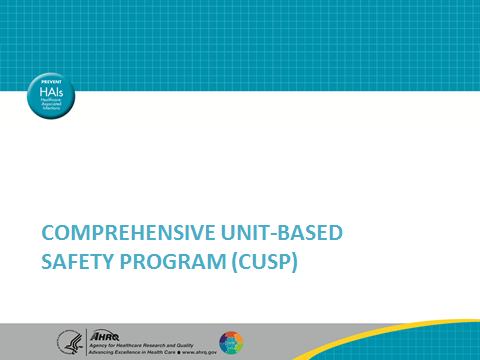 PREVENT
HAIs
Healthcare
Associated
Infections
COMPREHENSIVE UNIT-BASED
SAFETY PROGRAM (CUSP)
AHRQ
Agency for Healthcare Research and Quality
Advancing Excellence in Health Care ● www.ahrq.gov